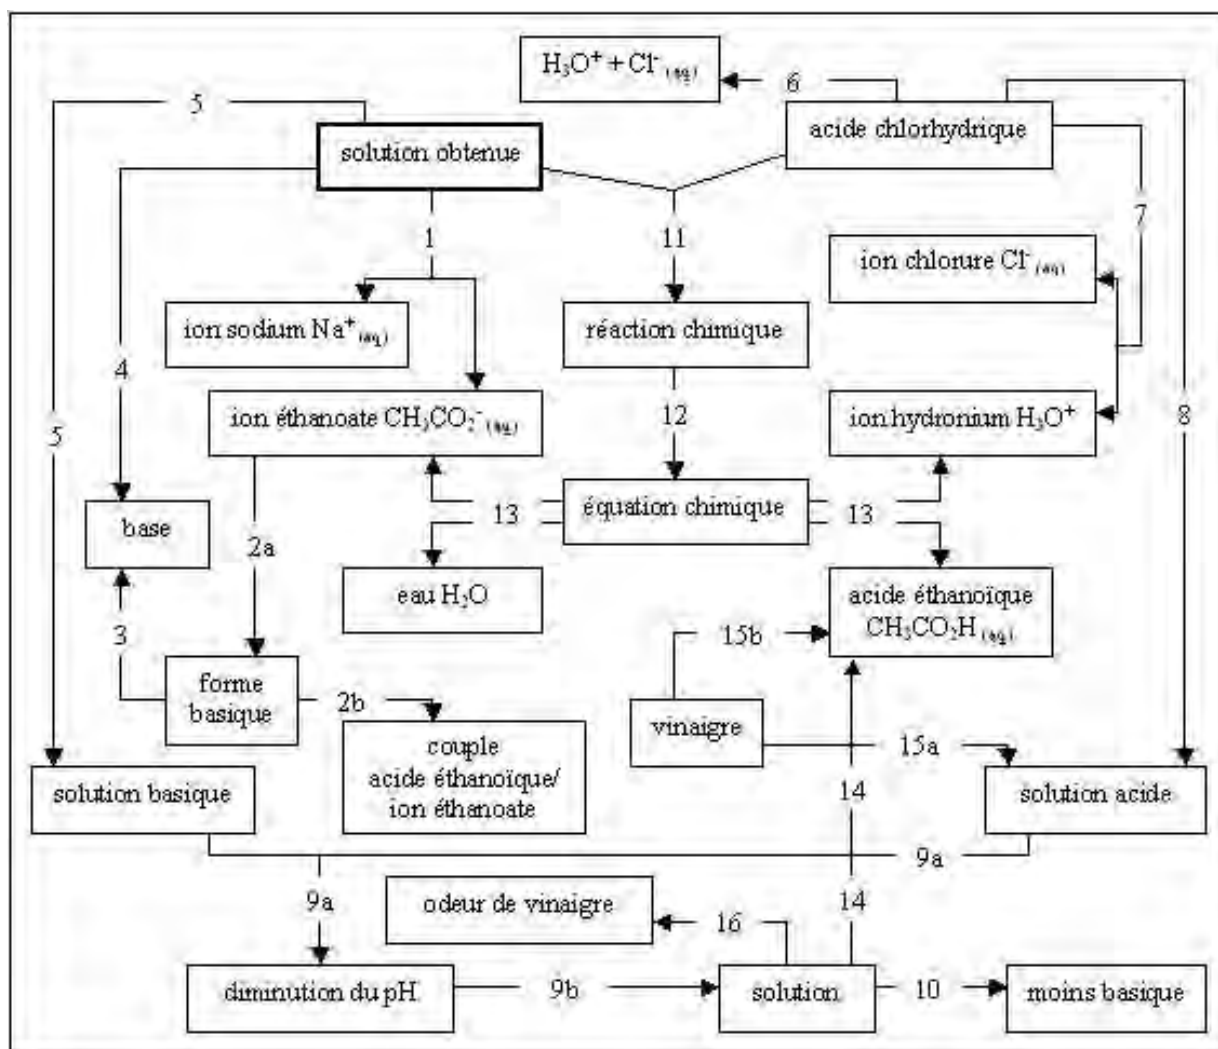 H₃O⁺ + Cl⁻ (aq)
6
5
acide chlorhydrique
solution obtenue
7
1
11
ion chlorure Cl⁻ (aq)
ion sodium Na⁺ (aq)
réaction chimique
4
ion éthanoate CH₃CO₂⁻ (aq)
12
ion hydronium H₃O⁺
8
5
base
13
équation chimique
13
2a
eau H₂O
acide éthanoïque
CH₃CO₂H (aq)
3
15b
forme
basique
2b
vinaigre
couple
acide éthanoïque/
ion éthanoate
15a
solution basique
14
solution acide
9a
9a
odeur de vinaigre
16
14
diminution du pH
9b
solution
10
moins basique